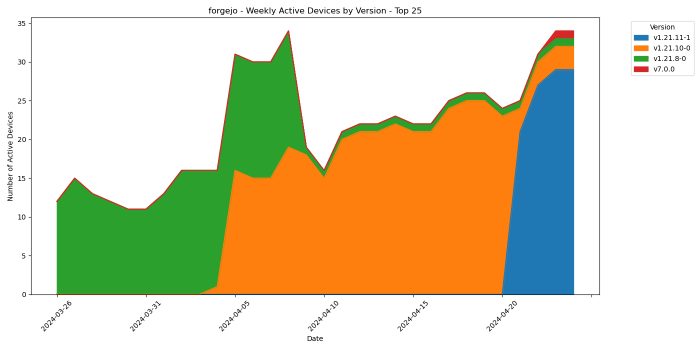 forgejo - Weekly Active Devices by Version - Top 25
Number of Active Devices
35
30
25
20
15
10
5
0
2024-03-26
2024-03-31
2024-04-05
2024-04-10
2024-04-15
2024-04-20
Date
Version
v1.21.11-1
v1.21.10-0
v1.21.8-0
v7.0.0